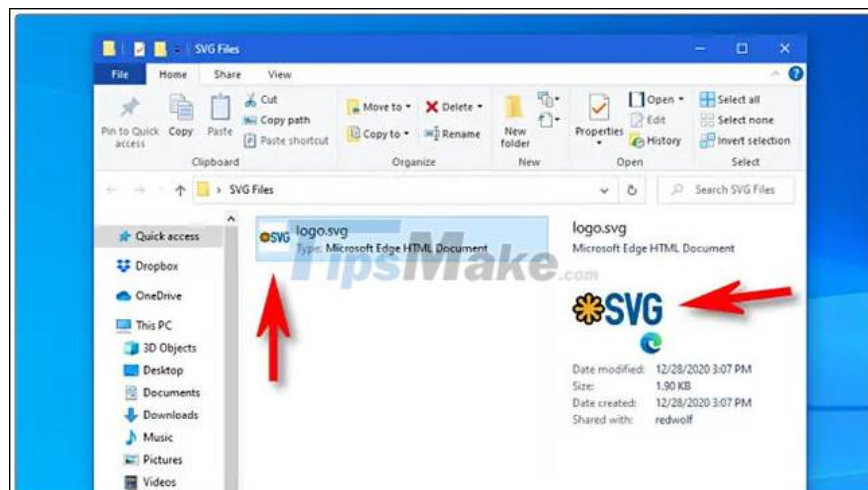 SVG Files
File Home Share View
Pin to Quick access
Copy
Paste
Cut
Copy path
Paste shortcut
Clipboard
Move to
Copy to
Delete
Rename
Organize
New folder
New
Properties
Open
Edit
History
Open
Select all
Select none
Invert selection
Select
SVG Files
Search SVG Files
Quick access
Dropbox
OneDrive
This PC
3D Objects
Desktop
Documents
Downloads
Music
Pictures
Videos
SVG
logo.svg
Type: Microsoft Edge HTML Document
TipsMake.com
logo.svg
Microsoft Edge HTML Document
SVG
Date modified: 12/28/2020 3:07 PM
Size: 1.90 KB
Date created: 12/28/2020 3:07 PM
Shared with: redwolf